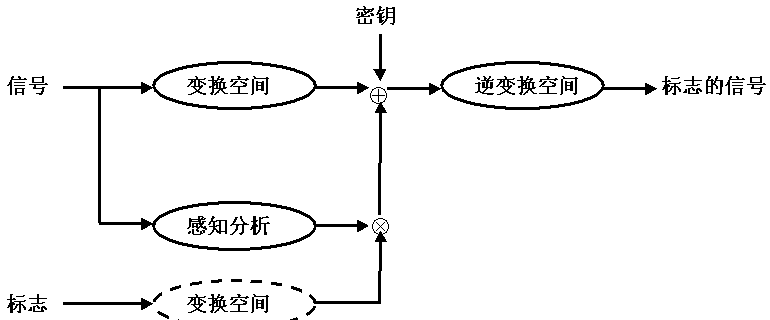 密钥
信号
变换空间
逆变换空间
标志的信号
感知分析
标志
变换空间